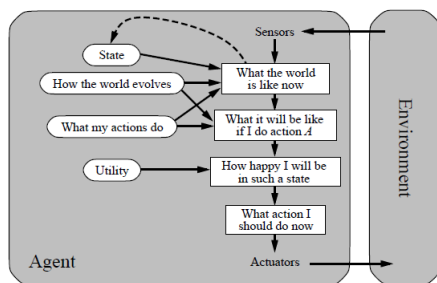 Sensors
State
What the world
is like now
How the world evolves
What it will be like
if I do action A
What my actions do
How happy I will be
in such a state
Utility
What action I
should do now
Agent
Actuators
Environment